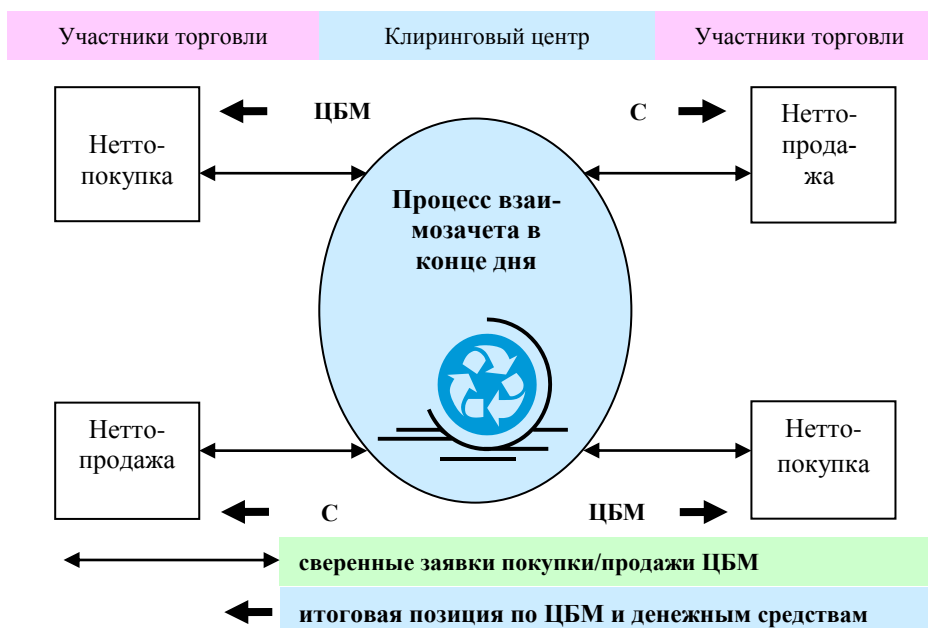 Участники торговли
Клиринговый центр
Участники торговли
ЦБМ
С
Нетто-
покупка
Нетто-
прода-
жа
Процесс взаи-
мозачета в
конце дня
Нетто-
продажа
Нетто-
покупка
С
ЦБМ
сверенные заявки покупки/продажи ЦБМ
итоговая позиция по ЦБМ и денежным средствам